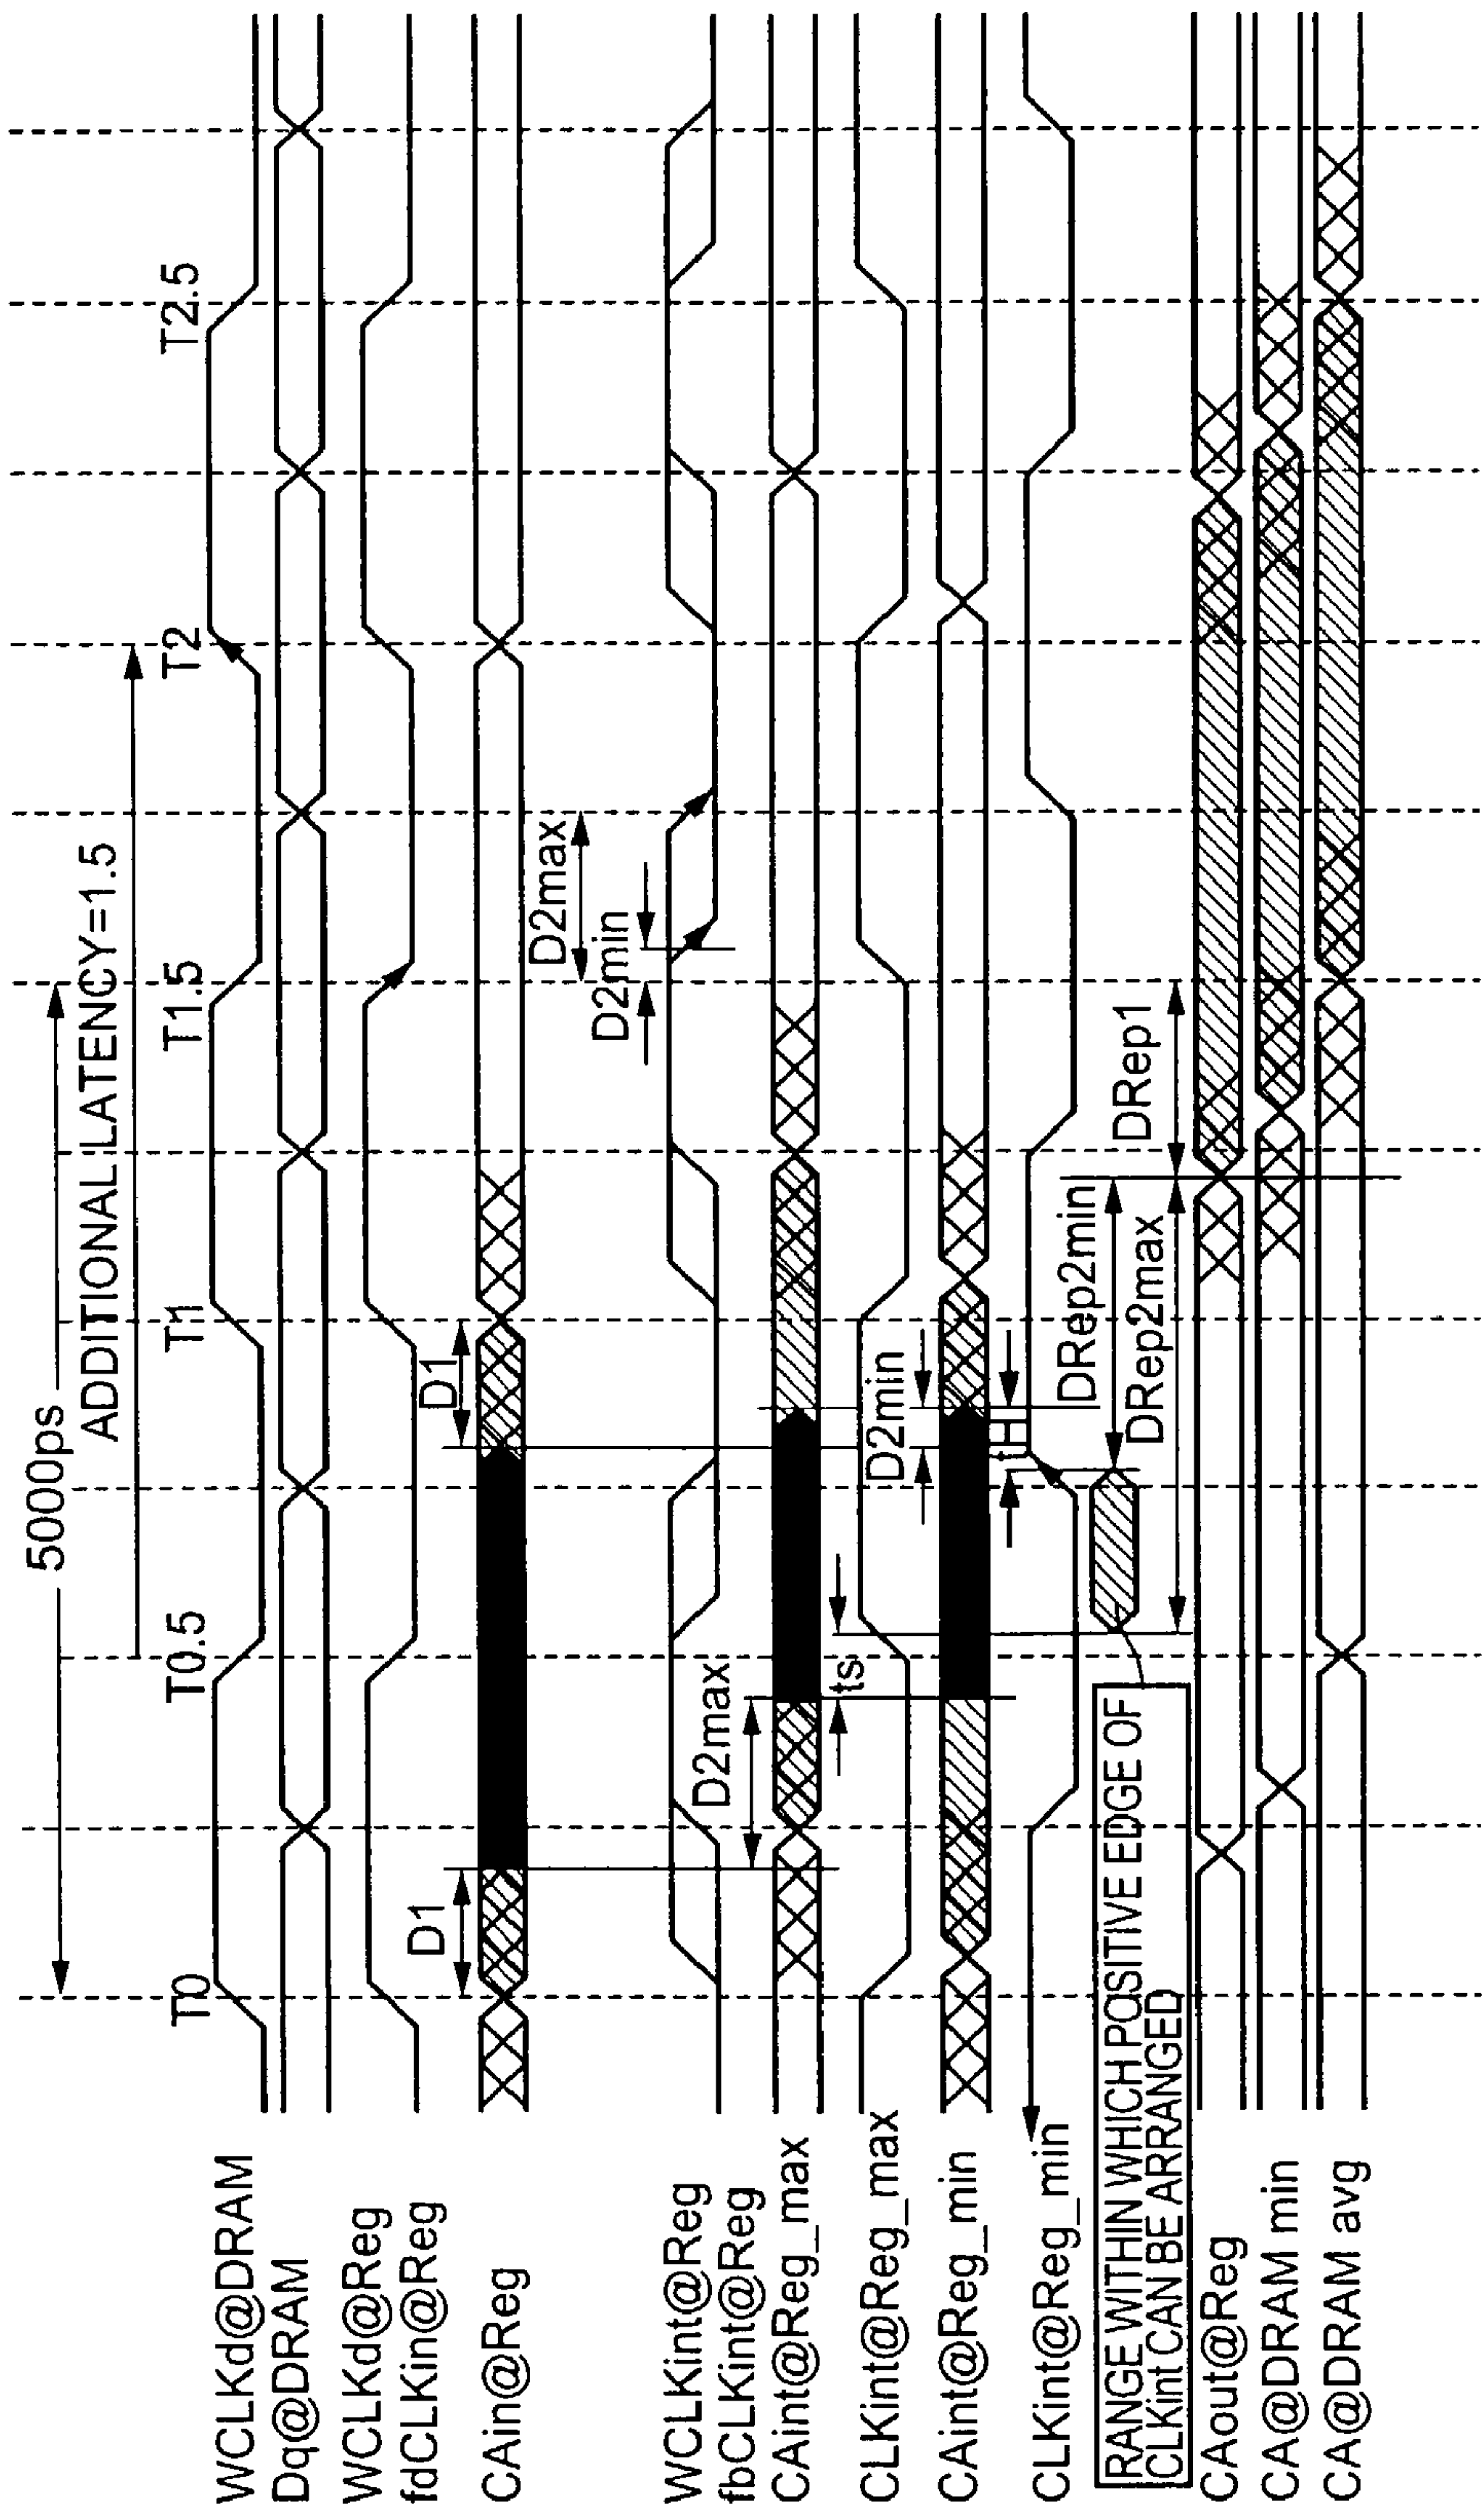 5000ps
ADDITIONAL LATENCY=1.5
T0
T0.5
T1
T1.5
T2
T2.5
WCLKd@DRAM
Dq@DRAM
WCLKd@Reg
fdCLKin@Reg
D1
D1
CAin@Reg
D2max
D2min
WCLKint@Reg
fbCLKint@Reg
D2max
CAint@Reg_max
ts
CLKint@Reg_max
D2min
CAint@Reg_min
tH
CLKint@Reg_min
DRep2min
RANGE WITHIN WHICH POSITIVE EDGE OF
CLKint CAN BE ARRANGED
DRep2max
DRep1
CAout@Reg
CA@DRAM min
CA@DRAM avg